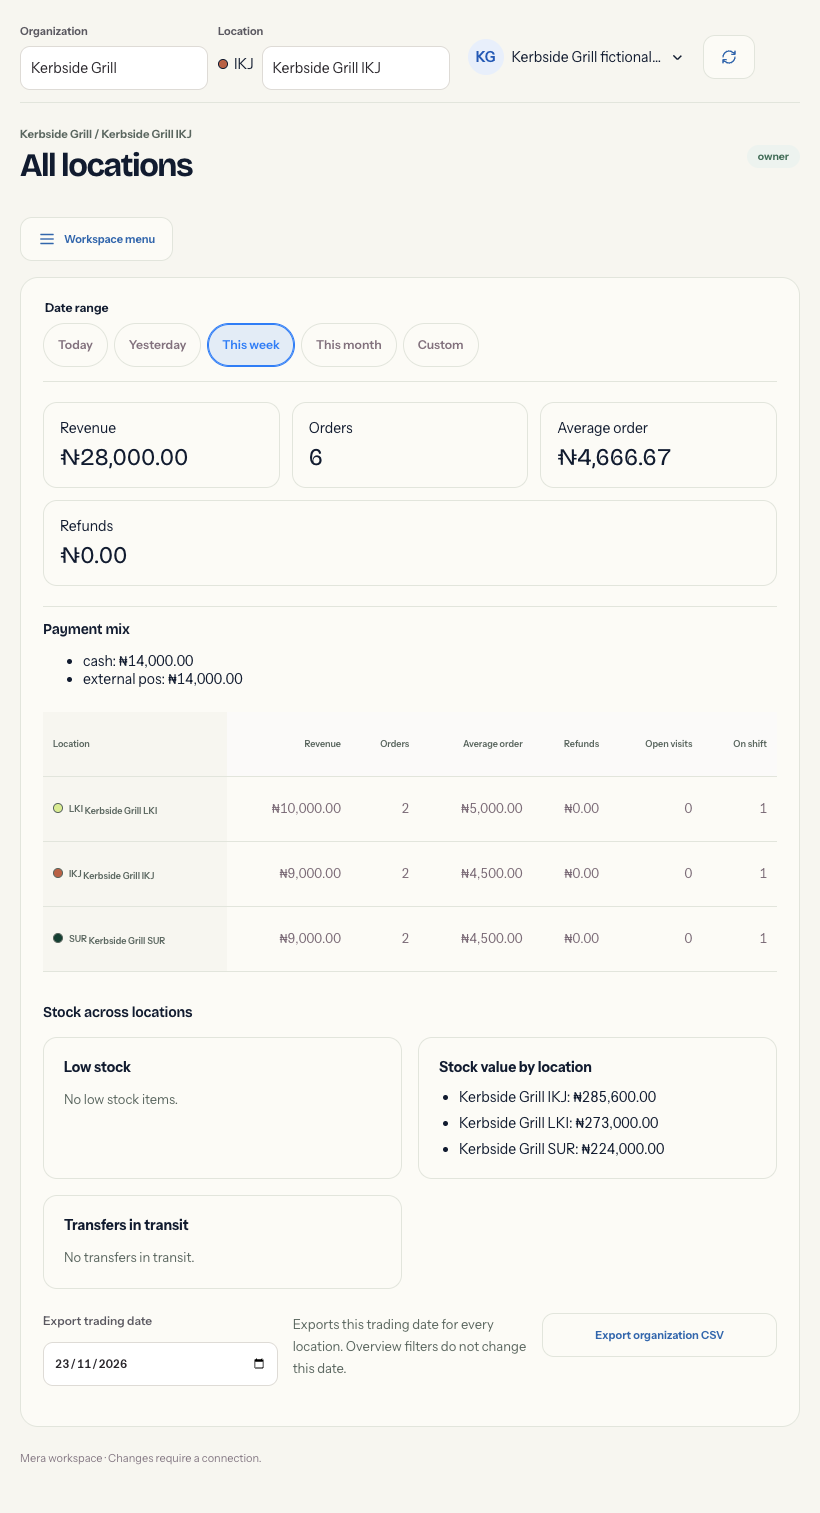 Organization
Location
Kerbside Grill
IKJ
Kerbside Grill IKJ
KG
Kerbside Grill fictional...
Kerbside Grill / Kerbside Grill IKJ
All locations
owner
Workspace menu
Date range
Today
Yesterday
This week
This month
Custom
Revenue
₦28,000.00
Orders
6
Average order
₦4,666.67
Refunds
₦0.00
Payment mix
• cash: ₦14,000.00
• external pos: ₦14,000.00
Location Revenue Orders Average order Refunds Open visits On shift
LKI Kerbside Grill LKI ₦10,000.00 2 ₦5,000.00 ₦0.00 0 1
IKJ Kerbside Grill IKJ ₦9,000.00 2 ₦4,500.00 ₦0.00 0 1
SUR Kerbside Grill SUR ₦9,000.00 2 ₦4,500.00 ₦0.00 0 1
Stock across locations
Low stock
No low stock items.
Stock value by location
• Kerbside Grill IKJ: ₦285,600.00
• Kerbside Grill LKI: ₦273,000.00
• Kerbside Grill SUR: ₦224,000.00
Transfers in transit
No transfers in transit.
Export trading date
23/11/2026
Exports this trading date for every
location. Overview filters do not change
this date.
Export organization CSV
Mera workspace · Changes require a connection.